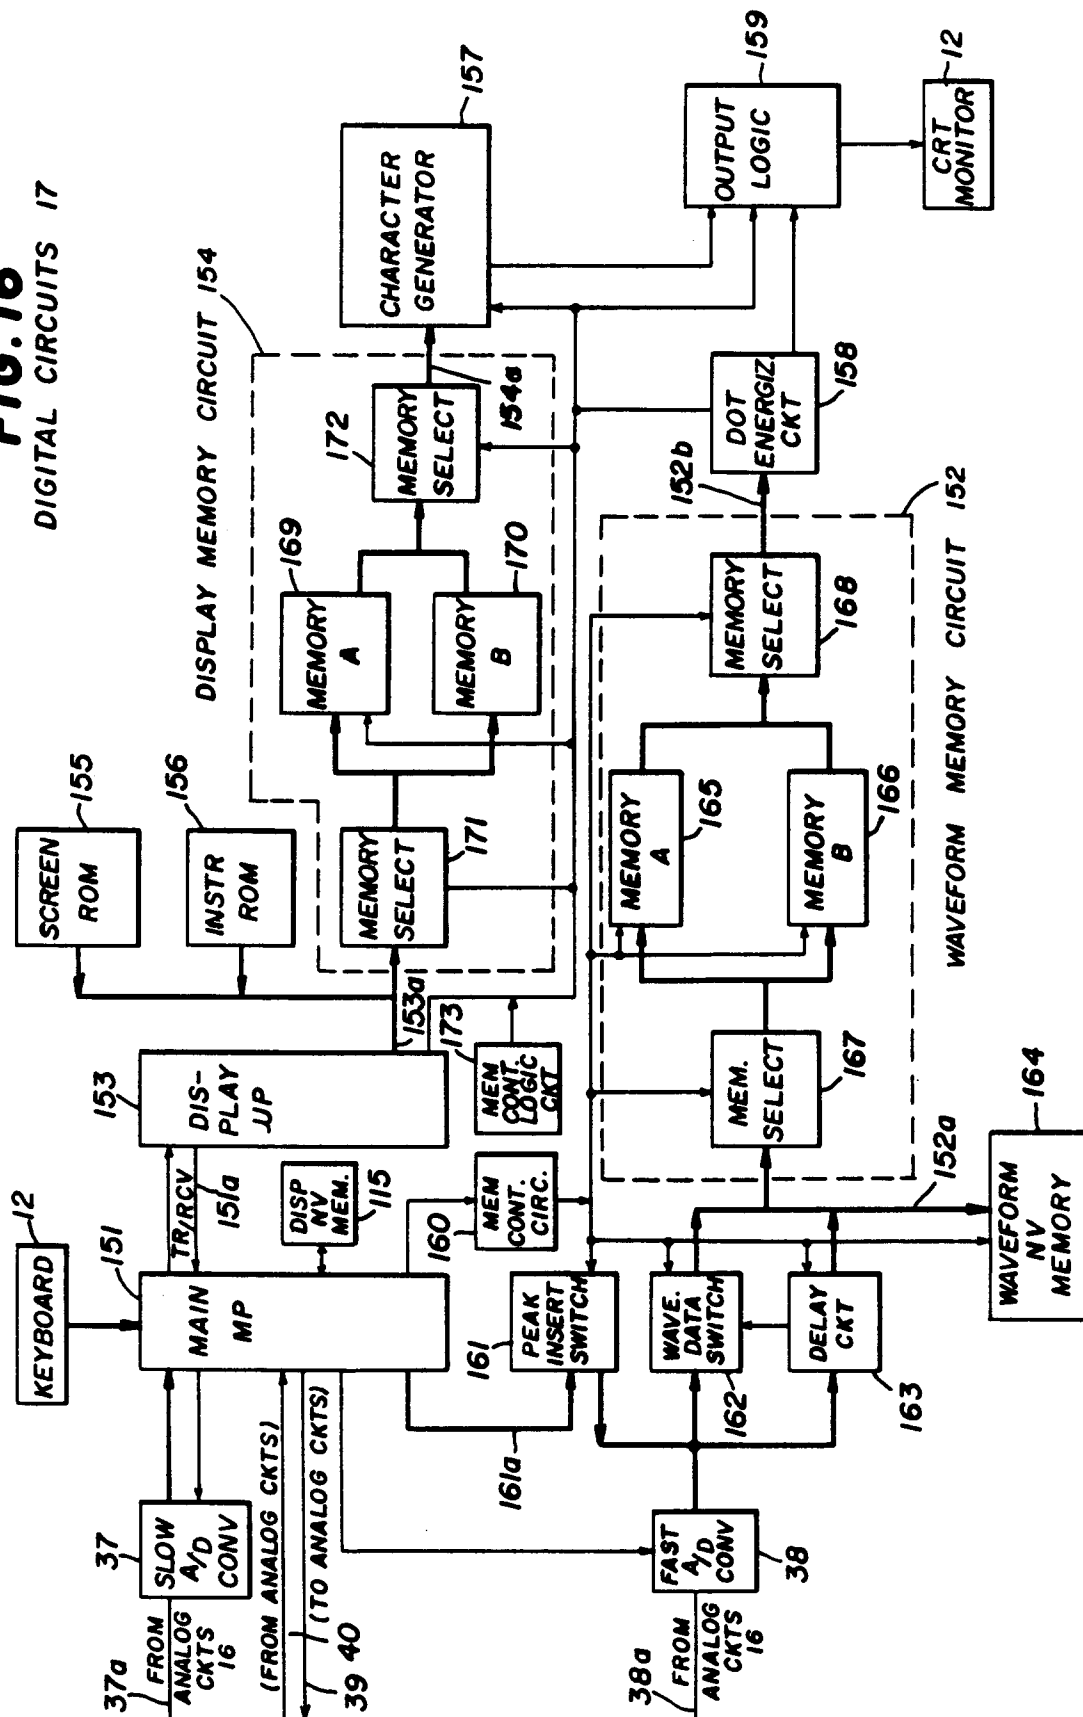 FIG. 16
DIGITAL CIRCUITS 17
37a
FROM
ANALOG
CKTS
16
37
SLOW
A/D
CONV
KEYBOARD
12
151
MAIN
MP
TR/RCV
151a
153
DIS-
PLAY
µP
SCREEN
ROM
155
INSTR
ROM
156
153a
DISP
NV
MEM.
115
(FROM ANALOG CKTS)
(TO ANALOG CKTS)
39
40
DISPLAY MEMORY CIRCUIT 154
MEMORY
SELECT
171
MEMORY
A
169
MEMORY
B
170
172
MEMORY
SELECT
154a
CHARACTER
GENERATOR
157
173
MEM
CONT.
LOGIC
CKT
160
MEM
CONT.
CIRC.
161
PEAK
INSERT
SWITCH
161a
WAVE.
DATA
SWITCH
162
DELAY
CKT
163
38a
FROM
ANALOG
CKTS
16
FAST
A/D
CONV
38
152a
WAVEFORM
NV
MEMORY
164
MEM.
SELECT
167
MEMORY
A
165
MEMORY
B
166
MEMORY
SELECT
168
152b
WAVEFORM MEMORY CIRCUIT 152
152
DOT
ENERGIZ.
CKT
158
OUTPUT
LOGIC
159
CRT
MONITOR
12